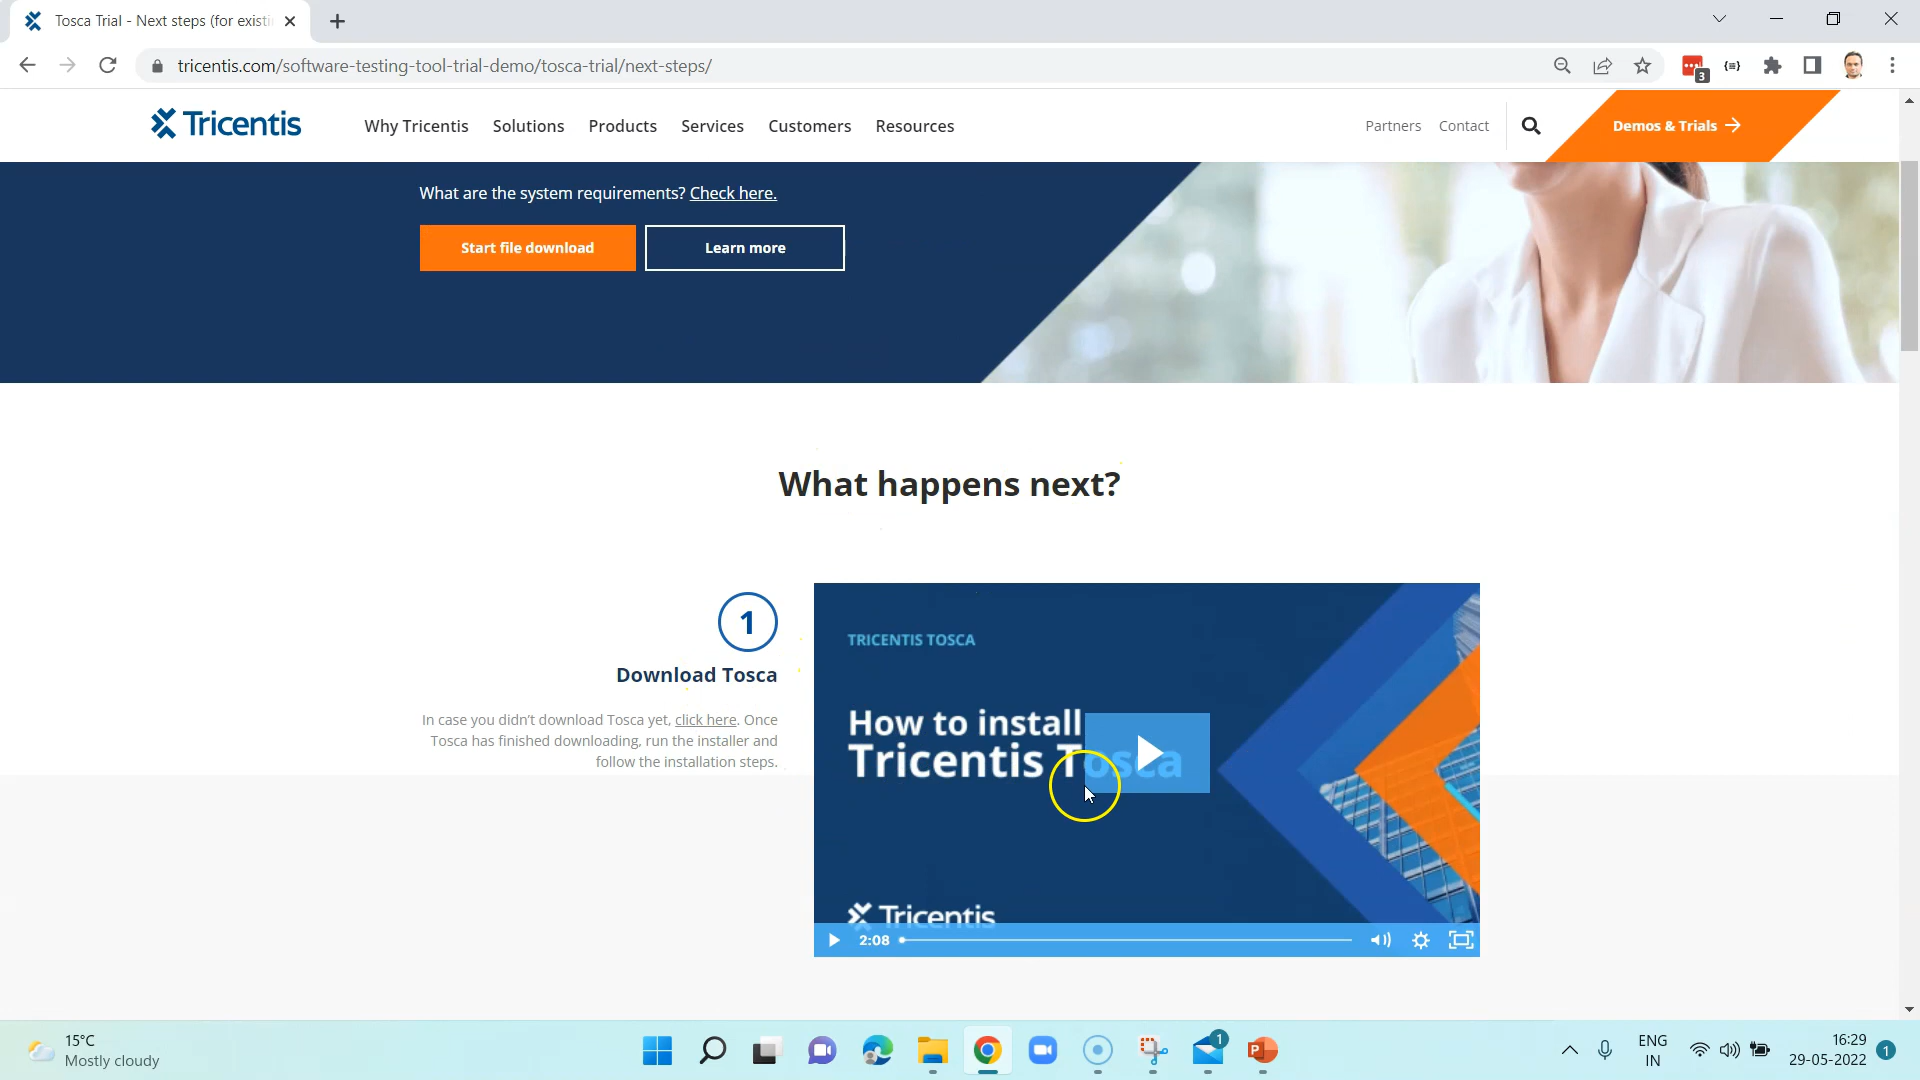 Tosca Trial - Next steps (for existi
tricentis.com/software-testing-tool-trial-demo/tosca-trial/next-steps/
3
Tricentis
Why Tricentis Solutions Products Services Customers Resources
Partners Contact
Demos & Trials
What are the system requirements? Check here.
Start file download
Learn more
What happens next?
1
Download Tosca
In case you didn't download Tosca yet, click here. Once
Tosca has finished downloading, run the installer and
follow the installation steps.
TRICENTIS TOSCA
How to install
Tricentis Tosca
Tricentis
2:08
15°C
Mostly cloudy
1
ENG
IN
16:29
29-05-2022
1